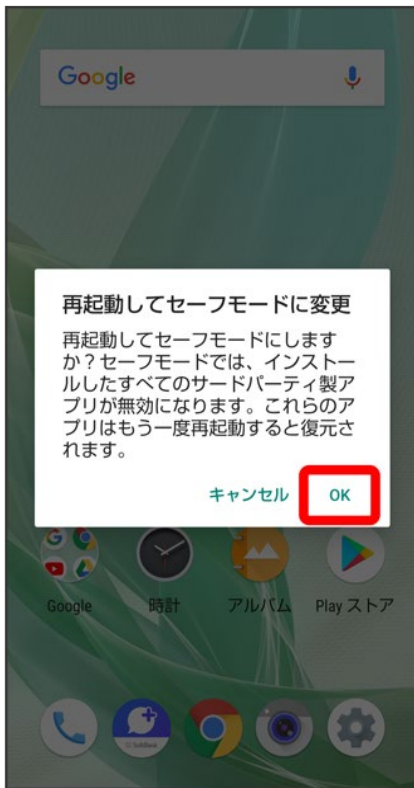 Google
再起動してセーフモードに変更
再起動してセーフモードにします
か？セーフモードでは、インストー
ルしたすべてのサードパーティ製ア
プリが無効になります。これらのア
プリはもう一度再起動すると復元さ
れます。
キャンセル OK
Google 時計 アルバム Play ストア
SoftBank